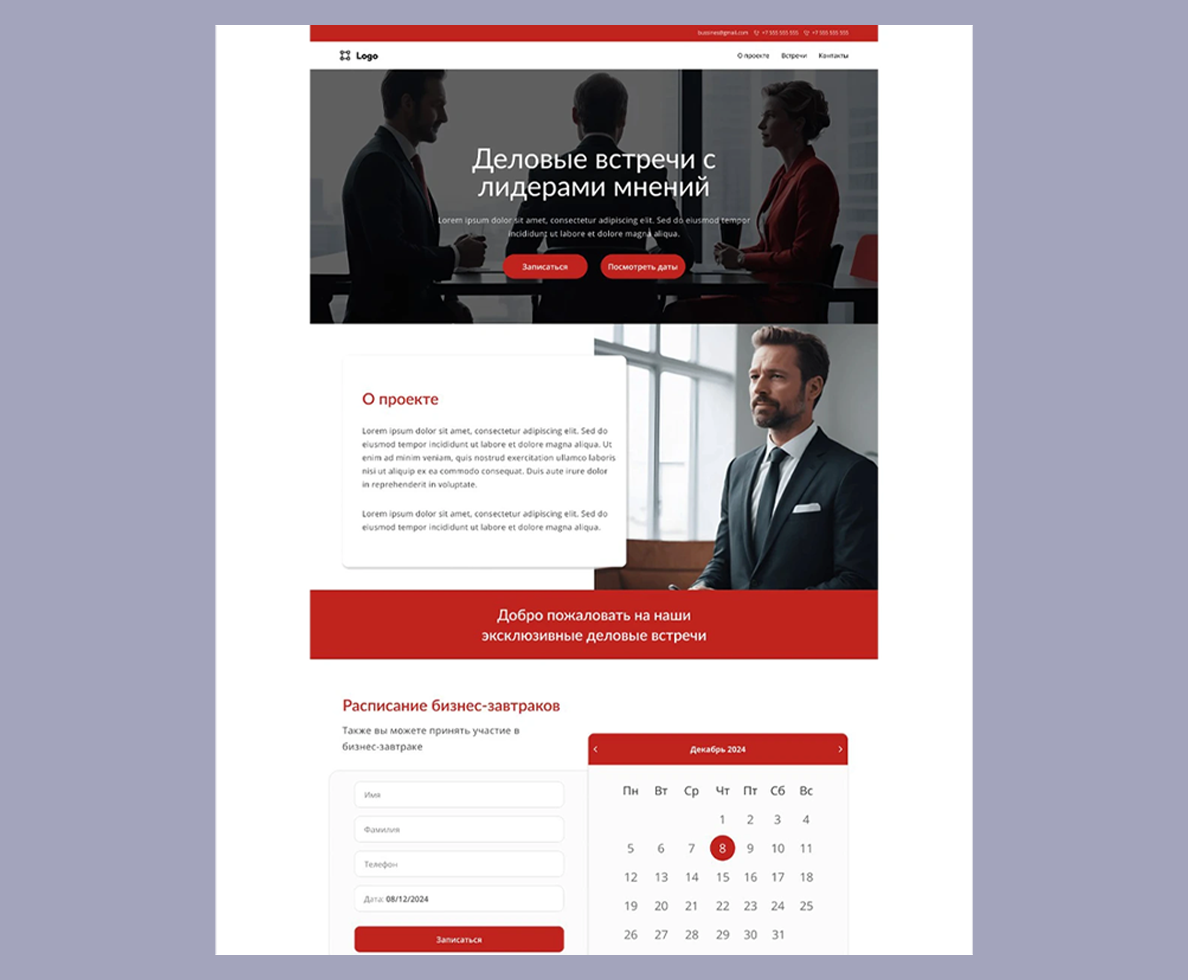 bussines@gmail.com +7 555 555 555 +7 555 555 555
Logo
О проекте Встречи Контакты
Деловые встречи с
лидерами мнений
Lorem ipsum dolor sit amet, consectetur adipiscing elit. Sed do eiusmod tempor
incididunt ut labore et dolore magna aliqua.
Записаться Посмотреть даты
О проекте
Lorem ipsum dolor sit amet, consectetur adipiscing elit. Sed do
eiusmod tempor incididunt ut labore et dolore magna aliqua. Ut
enim ad minim veniam, quis nostrud exercitation ullamco laboris
nisi ut aliquip ex ea commodo consequat. Duis aute irure dolor
in reprehenderit in voluptate.
Lorem ipsum dolor sit amet, consectetur adipiscing elit. Sed do
eiusmod tempor incididunt ut labore et dolore magna aliqua.
Добро пожаловать на наши
эксклюзивные деловые встречи
Расписание бизнес-завтраков
Также вы можете принять участие в
бизнес-завтраке
Имя
Фамилия
Телефон
Дата: 08/12/2024
Записаться
Декабрь 2024
Пн Вт Ср Чт Пт Сб Вс
1 2 3 4
5 6 7 8 9 10 11
12 13 14 15 16 17 18
19 20 21 22 23 24 25
26 27 28 29 30 31